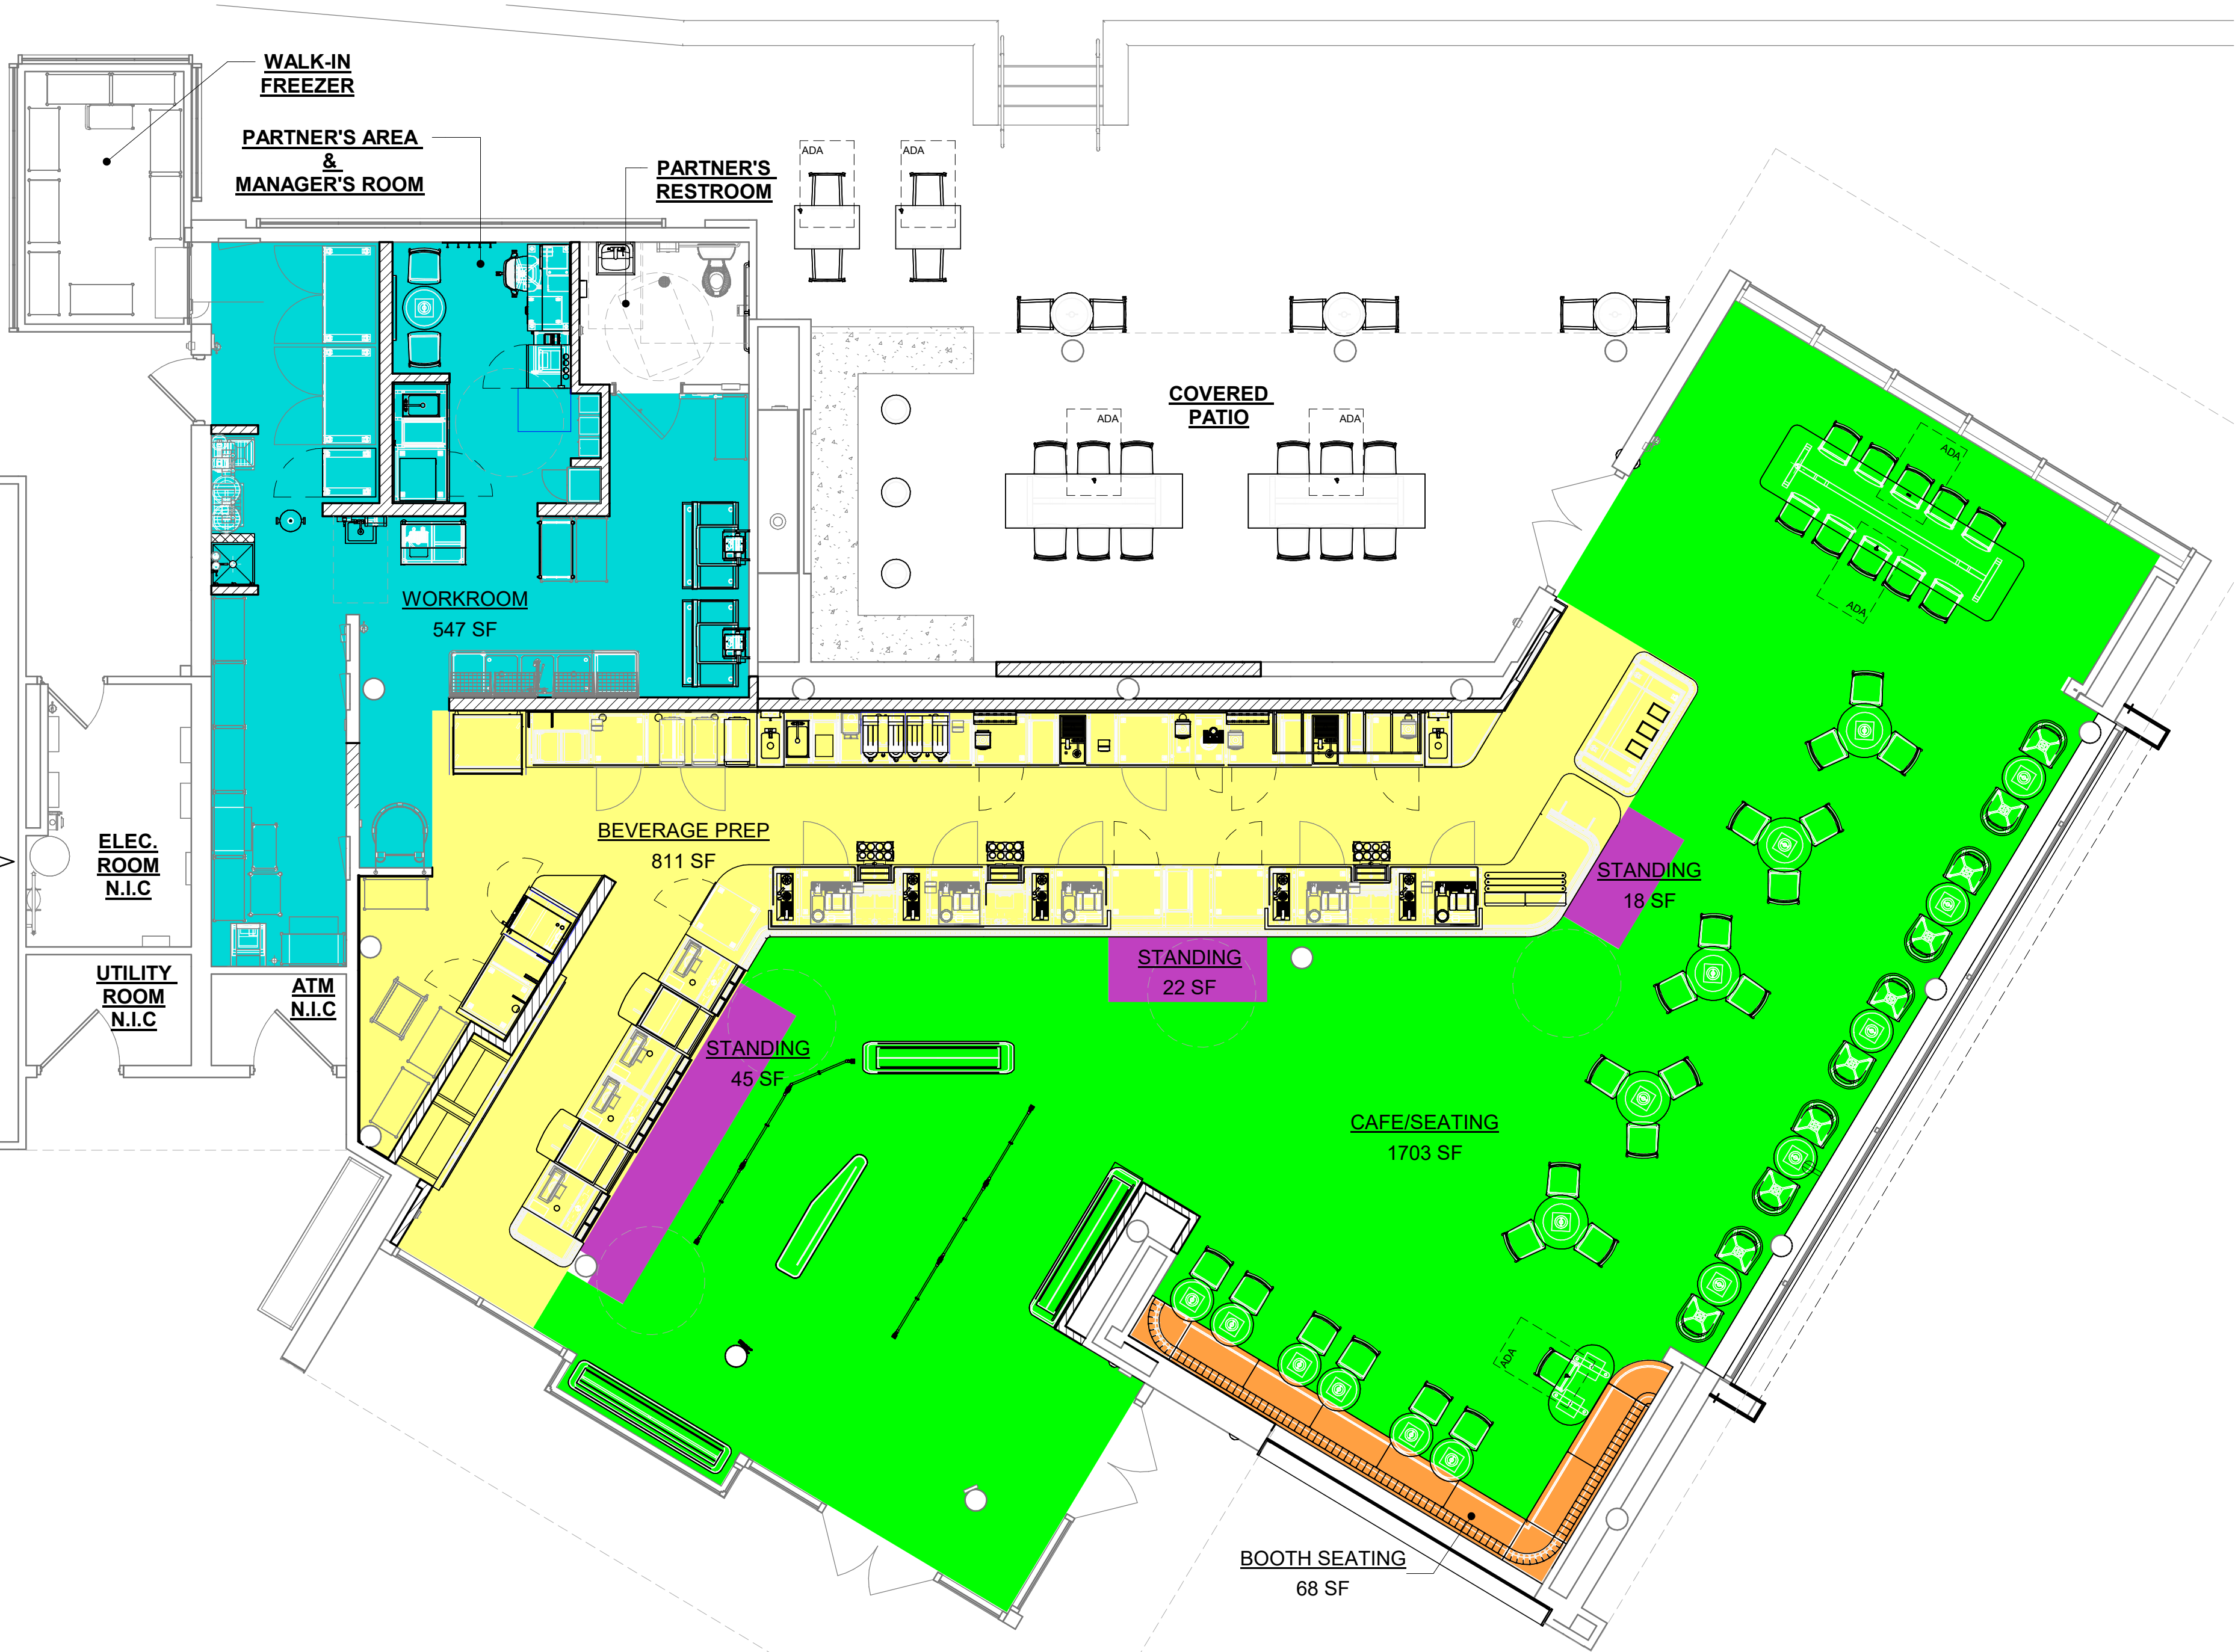 WALK-IN
FREEZER
PARTNER'S AREA
&
MANAGER'S ROOM
PARTNER'S
RESTROOM
ADA
ADA
COVERED
PATIO
ADA
ADA
ADA
ADA
WORKROOM
547 SF
BEVERAGE PREP
811 SF
ELEC.
ROOM
N.I.C
STANDING
18 SF
STANDING
22 SF
UTILITY
ROOM
N.I.C
ATM
N.I.C
STANDING
45 SF
CAFE/SEATING
1703 SF
ADA
BOOTH SEATING
68 SF